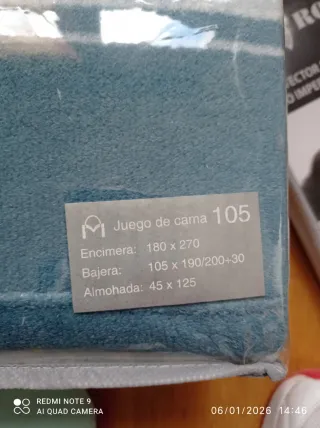 Juego de cama 105
Encimera: 180 x 270
Bajera: 105 x 190/200+30
Almohada: 45 x 125
REDMI NOTE 9
AI QUAD CAMERA
06/01/2026 14:46